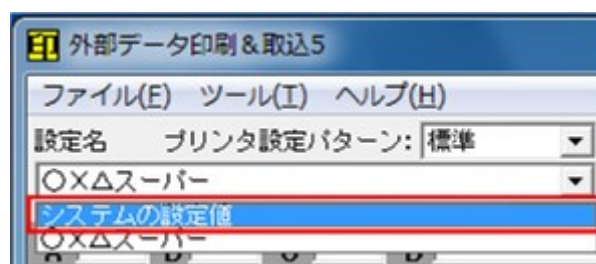 印 外部データ印刷&取込5
ファイル(F) ツール(T) ヘルプ(H)
設定名 プリンタ設定パターン: 標準
〇×△スーパー
システムの設定値
〇×△スーパー